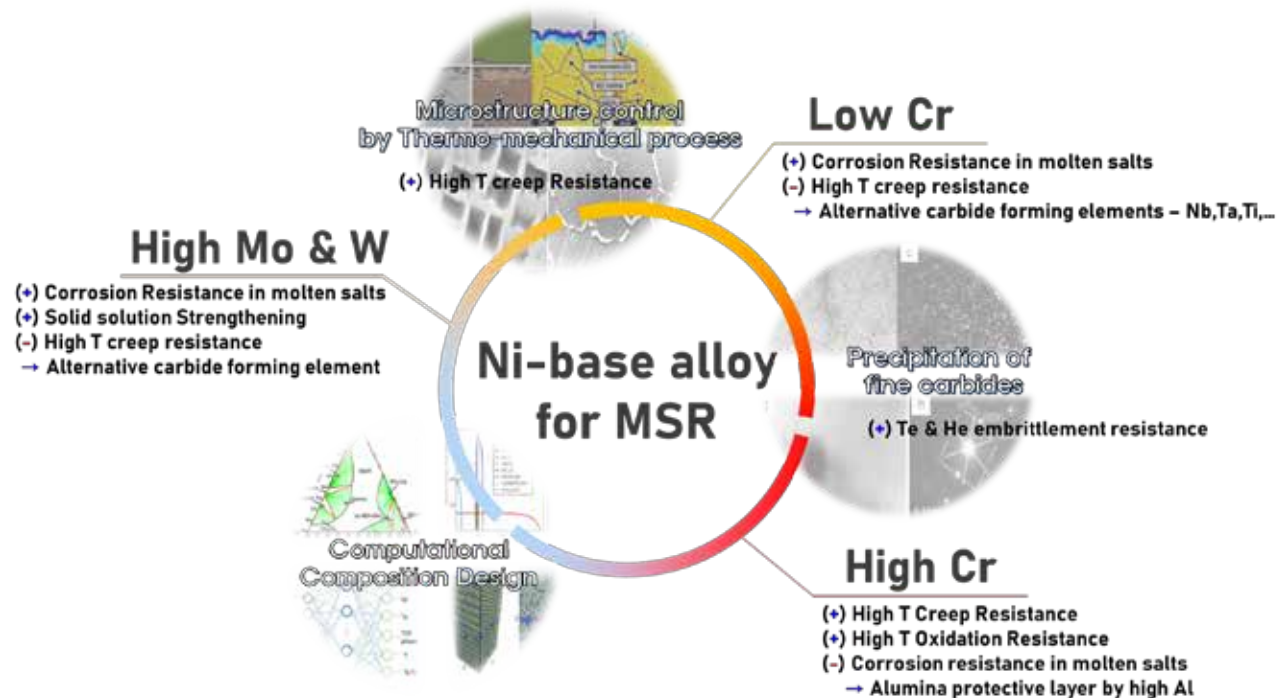 Microstructure control
by Thermo-mechanical process
(+) High T creep Resistance
Low Cr
(+) Corrosion Resistance in molten salts
(-) High T creep resistance
→ Alternative carbide forming elements – Nb,Ta,Ti,...
High Mo & W
(+) Corrosion Resistance in molten salts
(+) Solid solution Strengthening
(-) High T creep resistance
→ Alternative carbide forming element
Ni-base alloy
for MSR
Precipitation of
fine carbides
(+) Te & He embrittlement resistance
Computational
Composition Design
High Cr
(+) High T Creep Resistance
(+) High T Oxidation Resistance
(-) Corrosion resistance in molten salts
→ Alumina protective layer by high Al